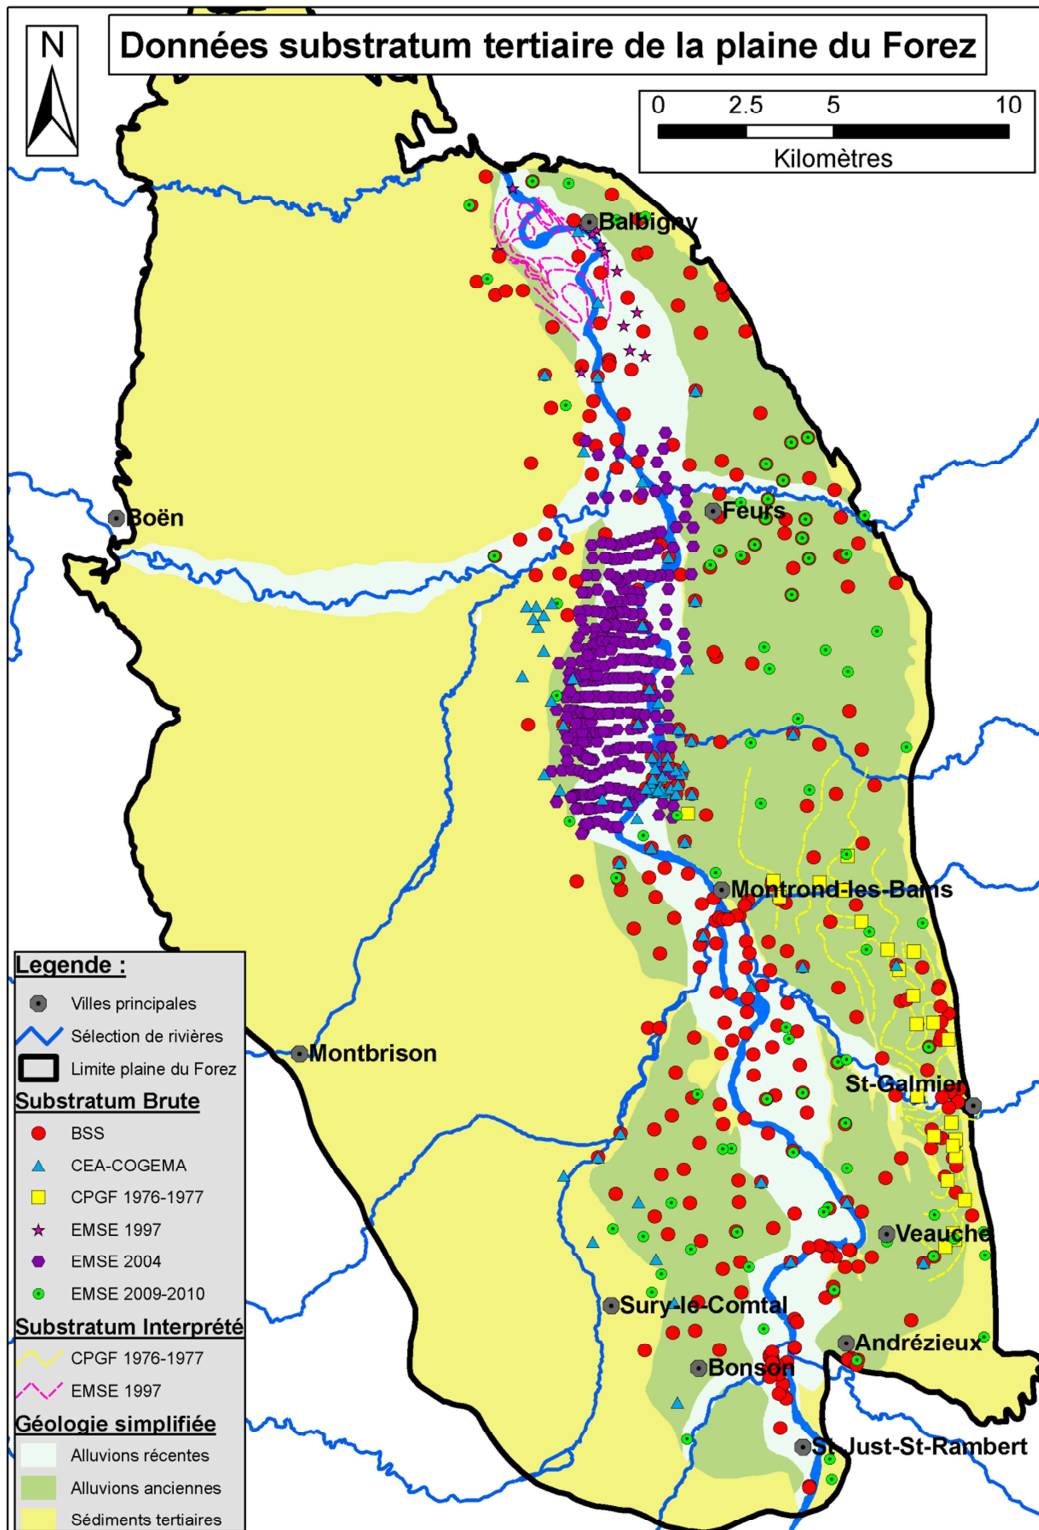 Données substratum tertiaire de la plaine du Forez
N
0 2.5 5 10
Kilomètres
Balbigny
Boën
Feurs
Montrond-les-Bains
Legende :
Villes principales
Sélection de rivières
Montbrison
Limite plaine du Forez
St-Galmier
Substratum Brute
BSS
CEA-COGEMA
CPGF 1976-1977
EMSE 1997
Veauche
EMSE 2004
EMSE 2009-2010
Sury-le-Comtal
Substratum Interprété
Andrézieux
CPGF 1976-1977
Bonson
EMSE 1997
Géologie simplifiée
St-Just-St-Rambert
Alluvions récentes
Alluvions anciennes
Sédiments tertiaires